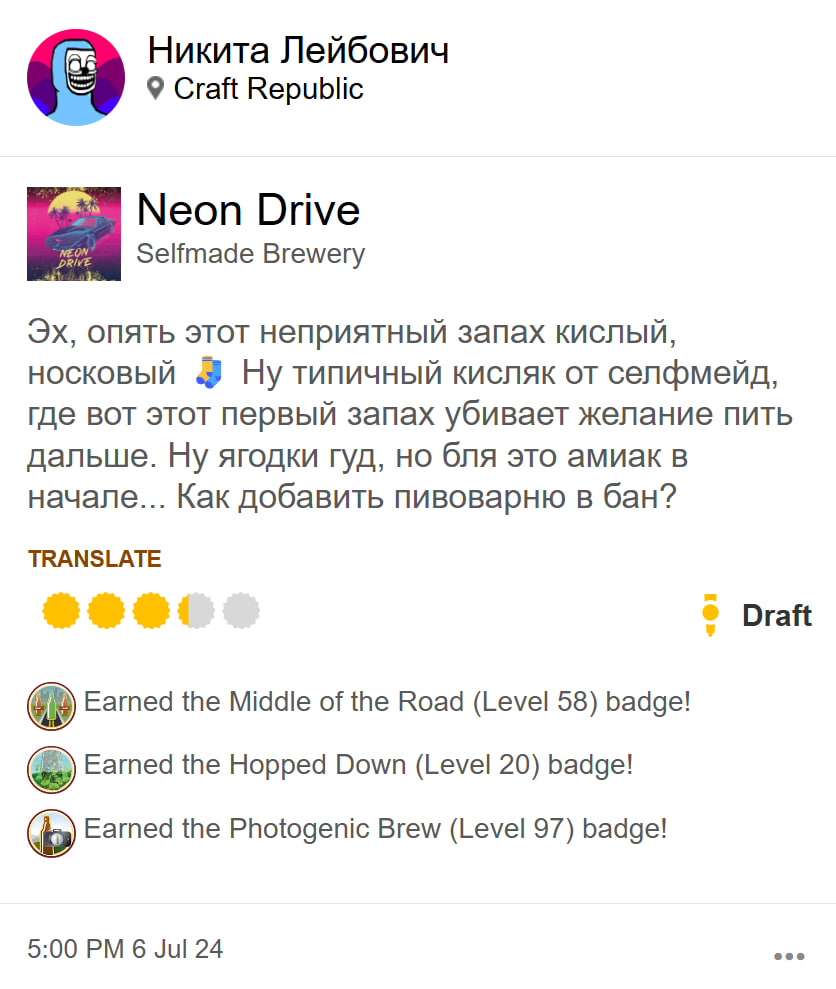 Никита Лейбович
Craft Republic
NEON
DRIVE
Neon Drive
Selfmade Brewery
Эх, опять этот неприятный запах кислый,
носковый 🧦 Ну типичный кисляк от селфмейд,
где вот этот первый запах убивает желание пить
дальше. Ну ягодки гуд, но бля это амиак в
начале... Как добавить пивоварню в бан?
TRANSLATE
Draft
Earned the Middle of the Road (Level 58) badge!
Earned the Hopped Down (Level 20) badge!
Earned the Photogenic Brew (Level 97) badge!
5:00 PM 6 Jul 24